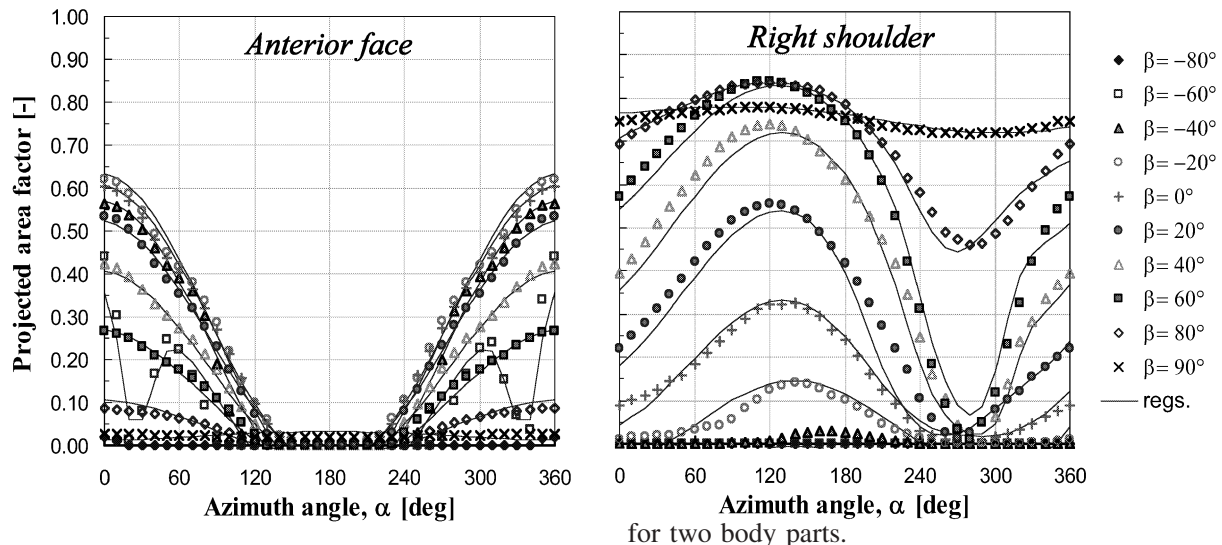 Anterior face
Right shoulder
Projected area factor [-]
1.00
0.90
0.80
0.70
0.60
0.50
0.40
0.30
0.20
0.10
0.00
0 60 120 180 240 300 360
0 60 120 180 240 300 360
Azimuth angle, α [deg]
Azimuth angle, α [deg]
β= −80°
β= −60°
β= −40°
β= −20°
β= 0°
β= 20°
β= 40°
β= 60°
β= 80°
β= 90°
regs.
for two body parts.